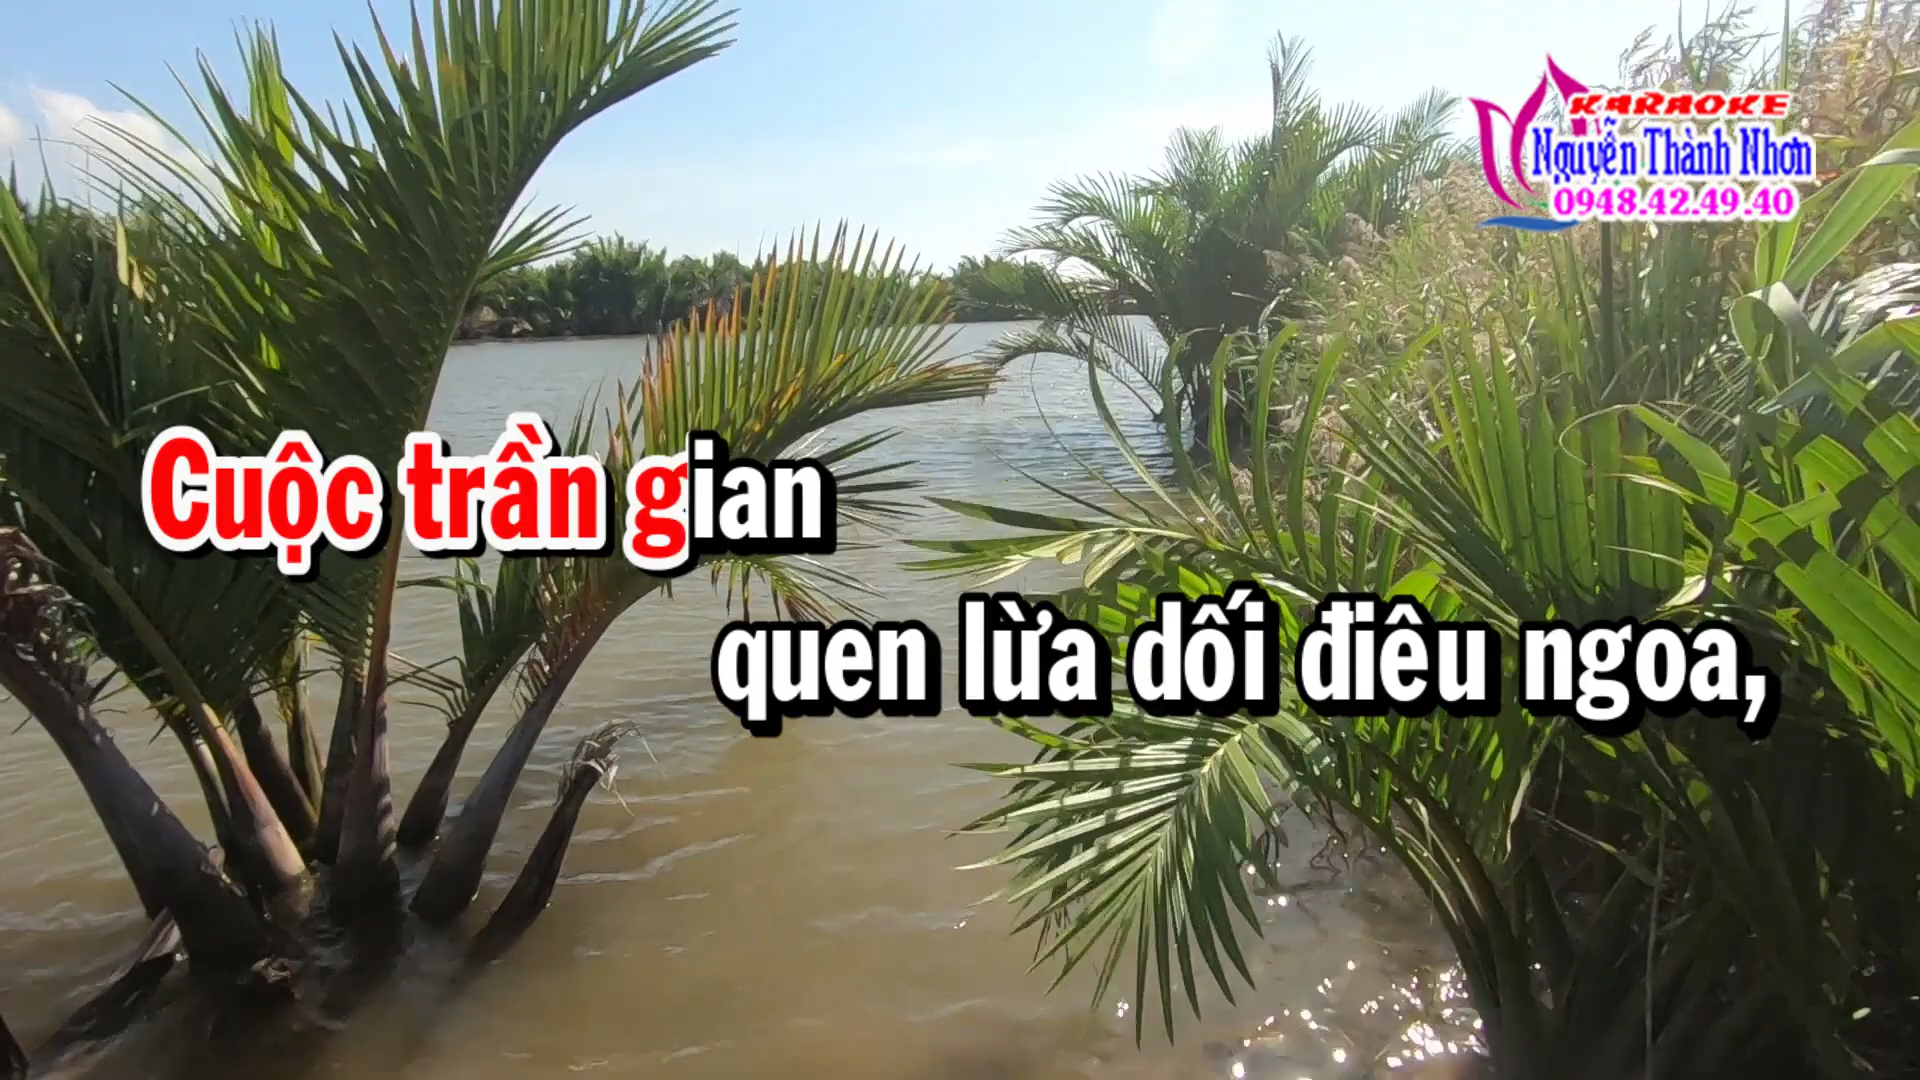 KARAOKE
Nguyễn Thành Nhơn
0948.42.49.40
Cuộc trần gian
quen lừa dối điêu ngoa,